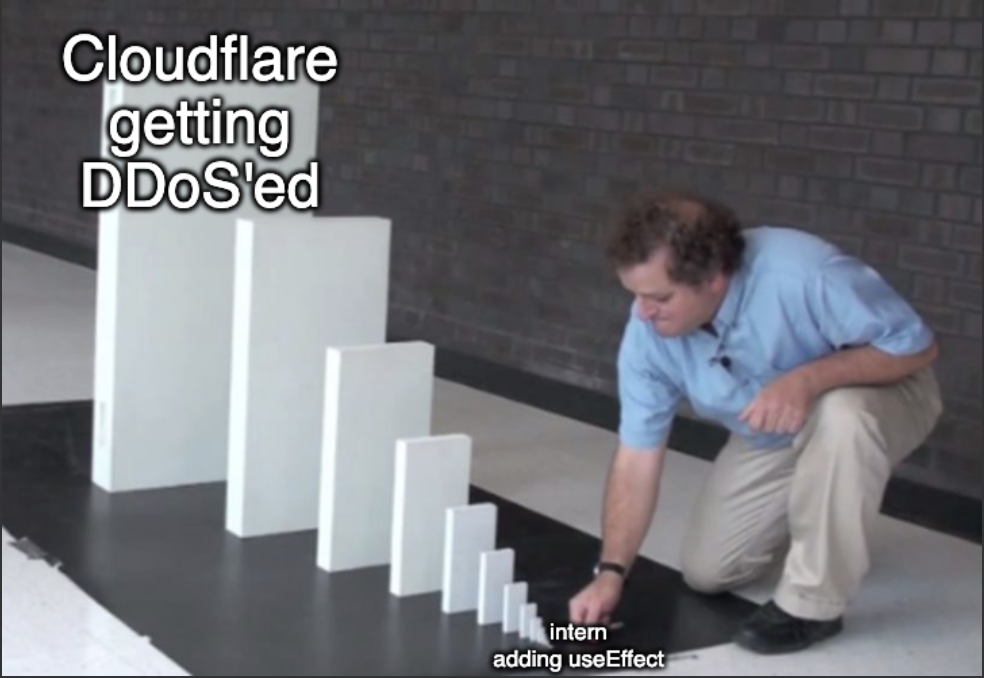 Cloudflare
getting
DDoS'ed
intern
adding useEffect